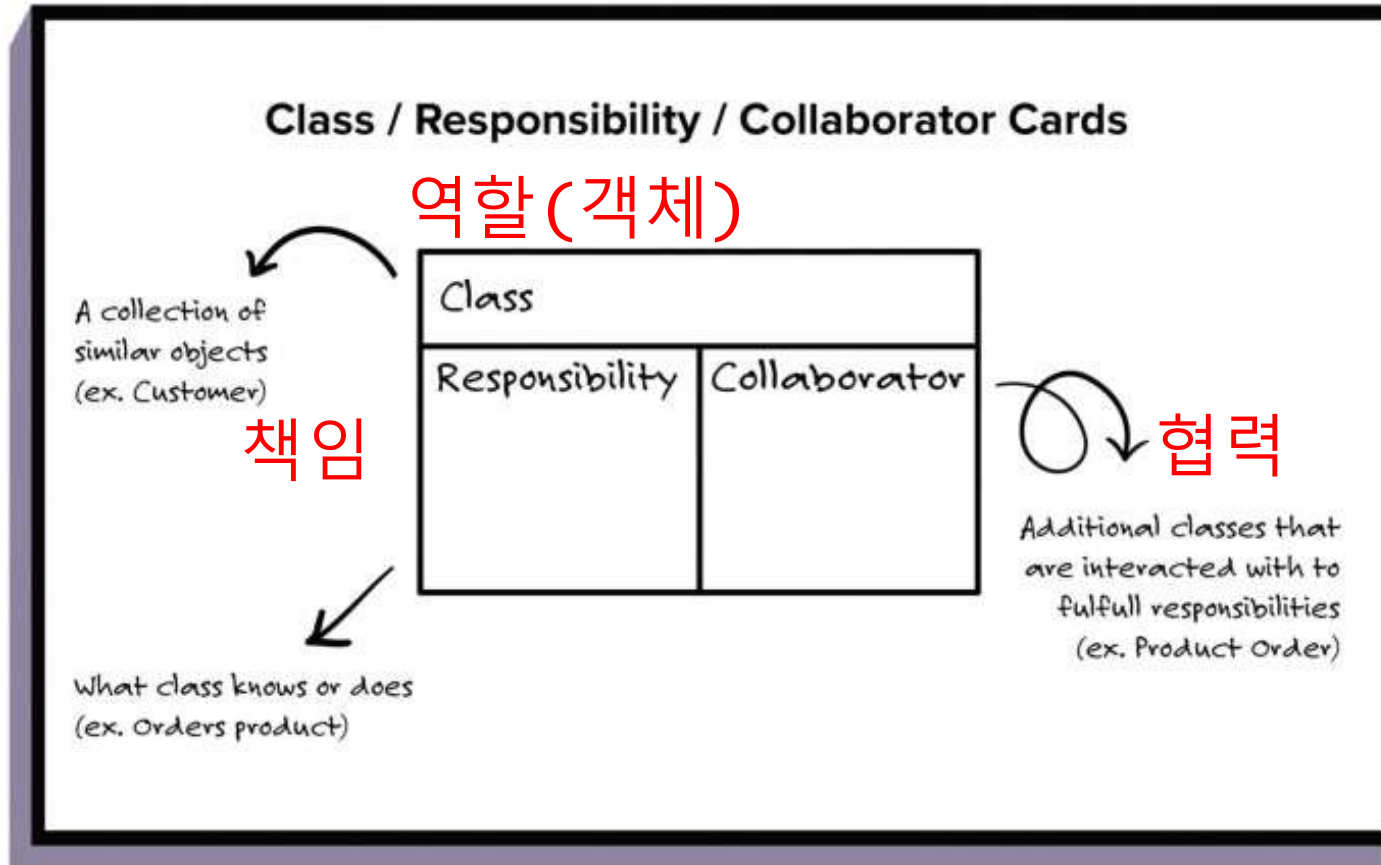 Class / Responsibility / Collaborator Cards
역할(객체)
A collection of
similar objects
(ex. Customer)
Class
Responsibility
Collaborator
책임
협력
Additional classes that
are interacted with to
fulfull responsibilities
(ex. Product Order)
What class knows or does
(ex. Orders product)